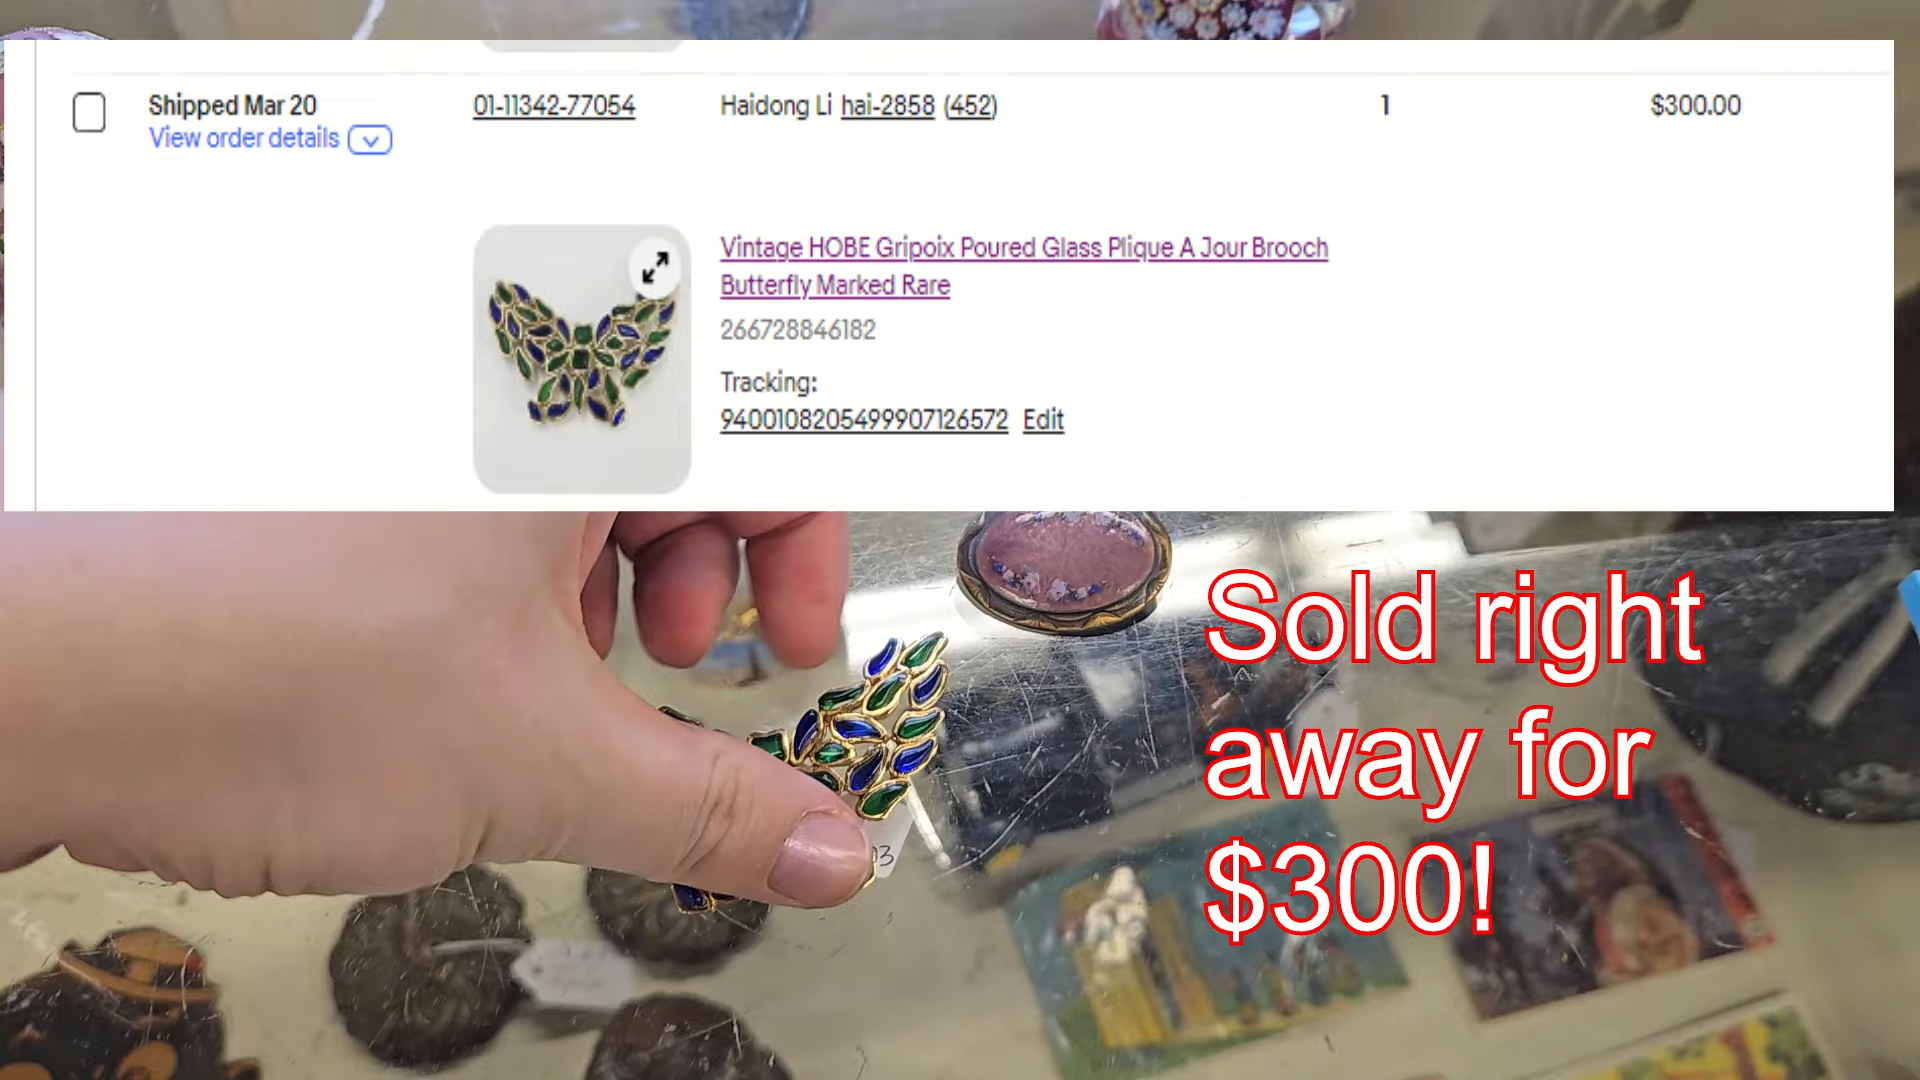 Shipped Mar 20 01-11342-77054 Haidong Li hai-2858 (452) 1 $300.00
View order details
Vintage HOBE Gripoix Poured Glass Plique A Jour Brooch
Butterfly Marked Rare
266728846182
Tracking:
9400108205499907126572 Edit
Sold right
away for
$300!